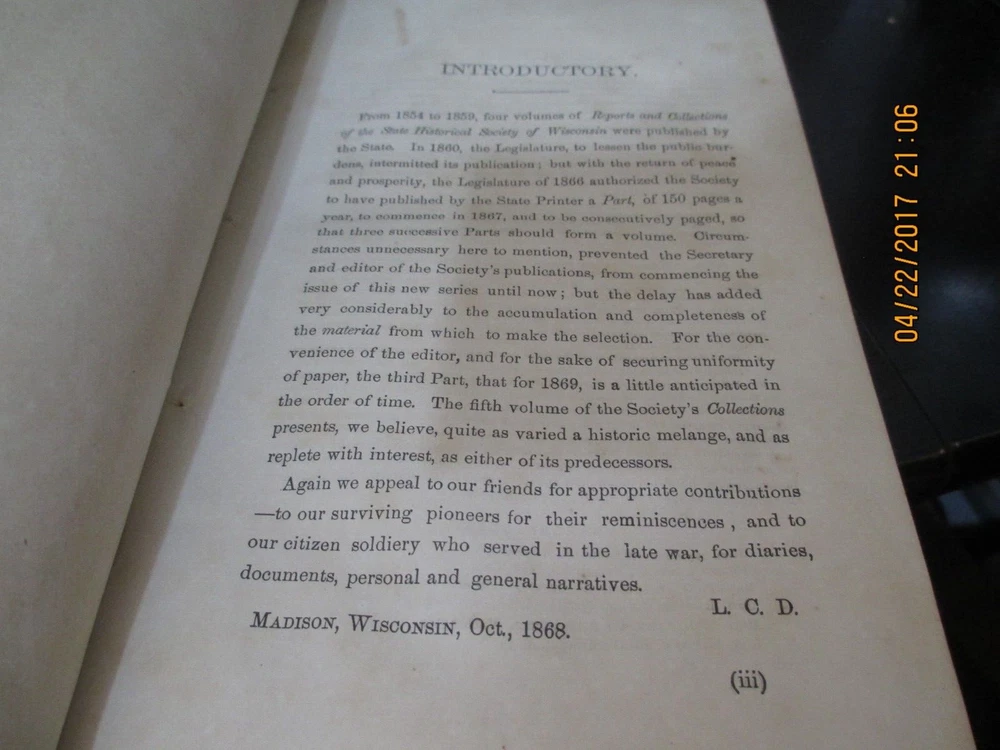 INTRODUCTORY.
From 1854 to 1859, four volumes of Reports and Collections
of the State Historical Society of Wisconsin were published by
the State. In 1860, the Legislature, to lessen the public bur-
dens, intermitted its publication; but with the return of peace
and prosperity, the Legislature of 1866 authorized the Society
to have published by the State Printer a Part, of 150 pages a
year, to commence in 1867, and to be consecutively paged, so
that three successive Parts should form a volume. Circum-
stances unnecessary here to mention, prevented the Secretary
and editor of the Society's publications, from commencing the
issue of this new series until now; but the delay has added
very considerably to the accumulation and completeness of
the material from which to make the selection. For the con-
venience of the editor, and for the sake of securing uniformity
of paper, the third Part, that for 1869, is a little anticipated in
the order of time. The fifth volume of the Society's Collections
presents, we believe, quite as varied a historic melange, and as
replete with interest, as either of its predecessors.
Again we appeal to our friends for appropriate contributions
—to our surviving pioneers for their reminiscences, and to
our citizen soldiery who served in the late war, for diaries,
documents, personal and general narratives.
L. C. D.
MADISON, WISCONSIN, Oct., 1868.
(iii)
04/22/2017 21:06